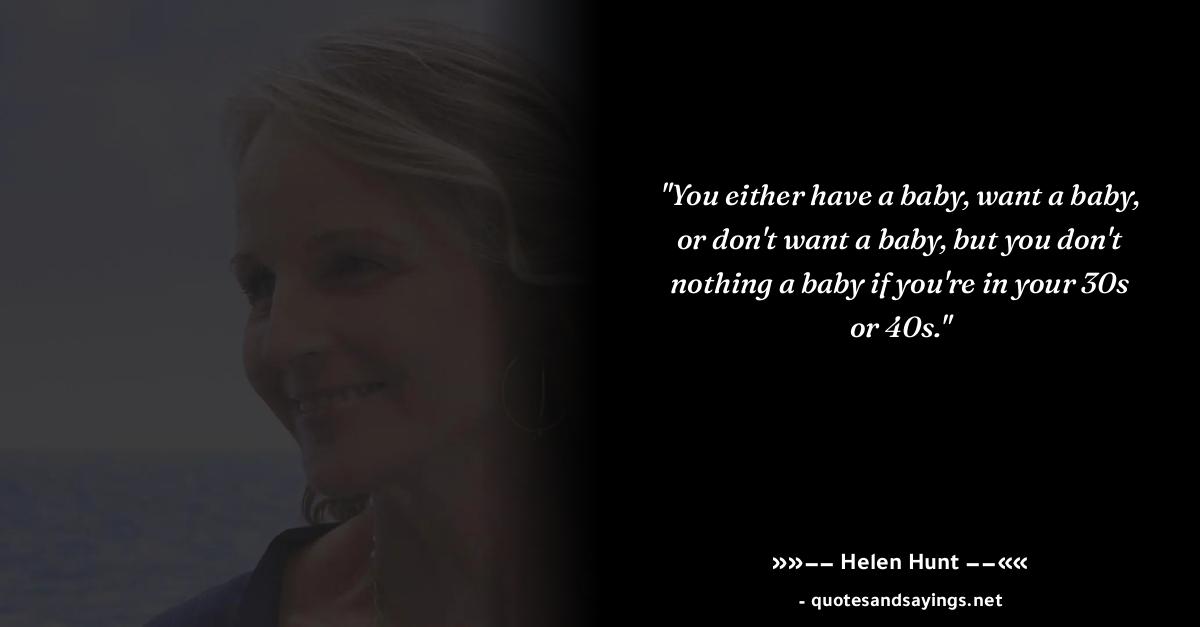 "You either have a baby, want a baby,
or don't want a baby, but you don't
nothing a baby if you're in your 30s
or 40s."
»»–– Helen Hunt ––««
- quotesandsayings.net